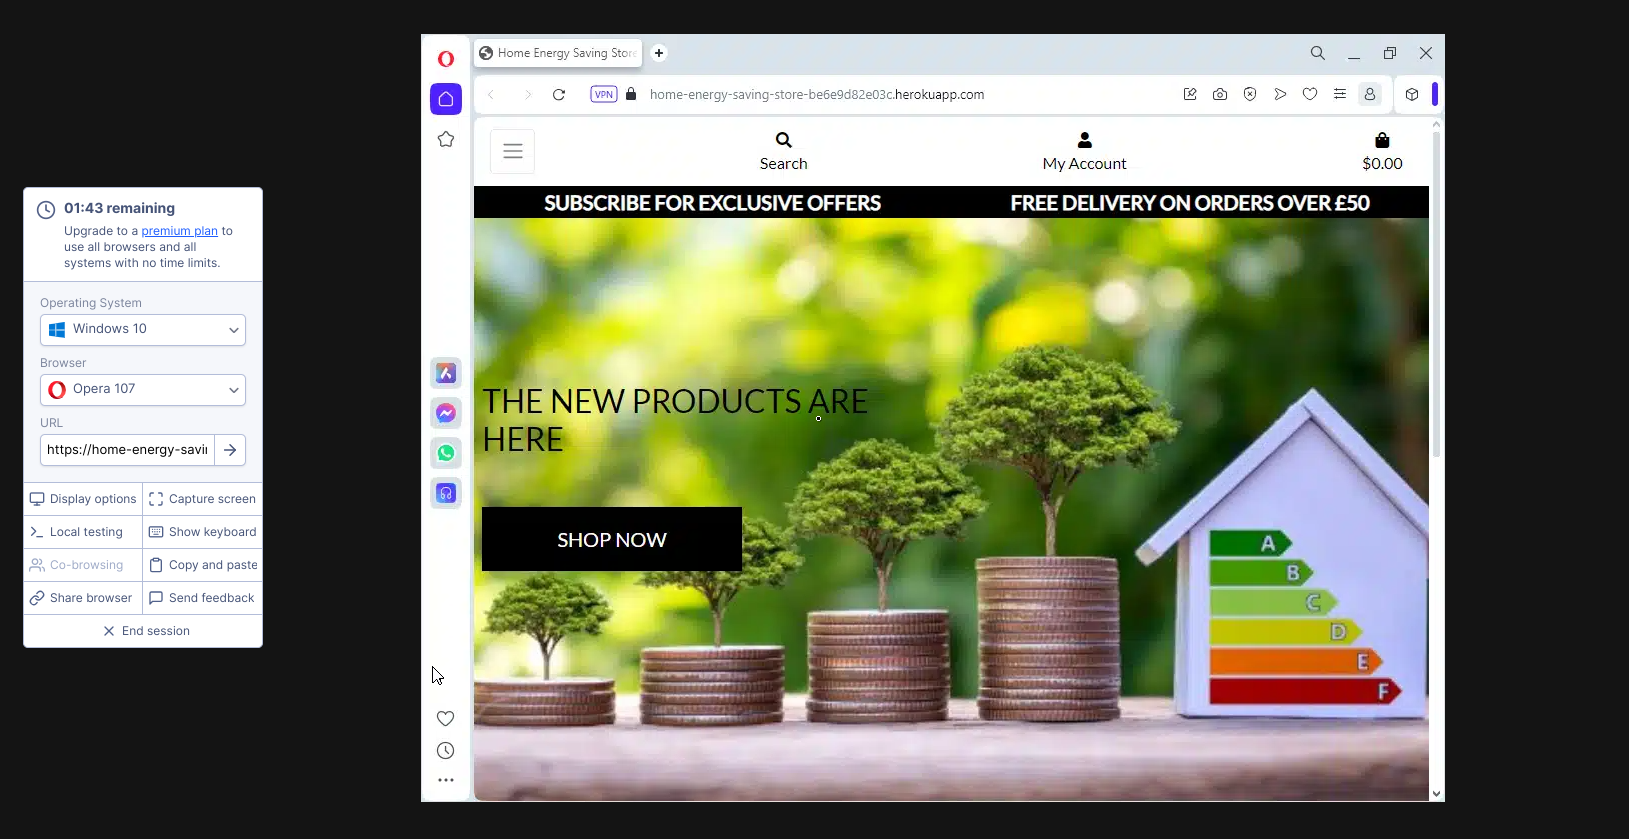 01:43 remaining
Upgrade to a premium plan to
use all browsers and all
systems with no time limits.
Operating System
Windows 10
Browser
Opera 107
URL
https://home-energy-savi
Display options
Capture screen
Local testing
Show keyboard
Co-browsing
Copy and paste
Share browser
Send feedback
End session
Home Energy Saving Store
VPN
home-energy-saving-store-be6e9d82e03c.herokuapp.com
Search
My Account
$0.00
SUBSCRIBE FOR EXCLUSIVE OFFERS
FREE DELIVERY ON ORDERS OVER £50
THE NEW PRODUCTS ARE
HERE
SHOP NOW
A
B
C
D
E
F